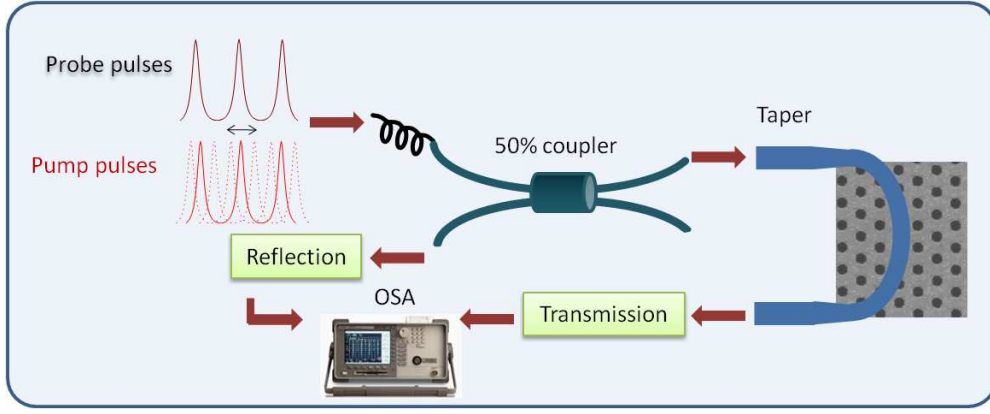 Probe pulses
Pump pulses
50% coupler
Taper
Reflection
OSA
Transmission